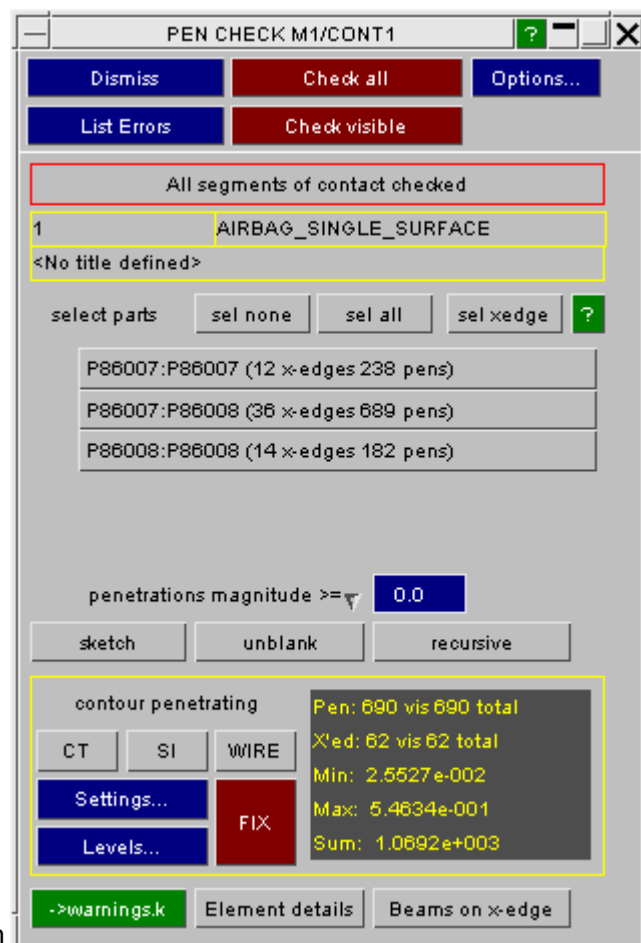 PEN CHECK M1/CONT1 ?
Dismiss Check all Options...
List Errors Check visible
All segments of contact checked
1 AIRBAG_SINGLE_SURFACE
<No title defined>
select parts sel none sel all sel xedge ?
P86007:P86007 (12 x-edges 238 pens)
P86007:P86008 (36 x-edges 689 pens)
P86008:P86008 (14 x-edges 182 pens)
penetrations magnitude >= 0.0
sketch unblank recursive
contour penetrating
CT SI WIRE
Settings...
FIX
Levels...
Pen: 690 vis 690 total
X'ed: 62 vis 62 total
Min: 2.5527e-002
Max: 5.4634e-001
Sum: 1.0692e+003
->warnings.k Element details Beams on x-edge